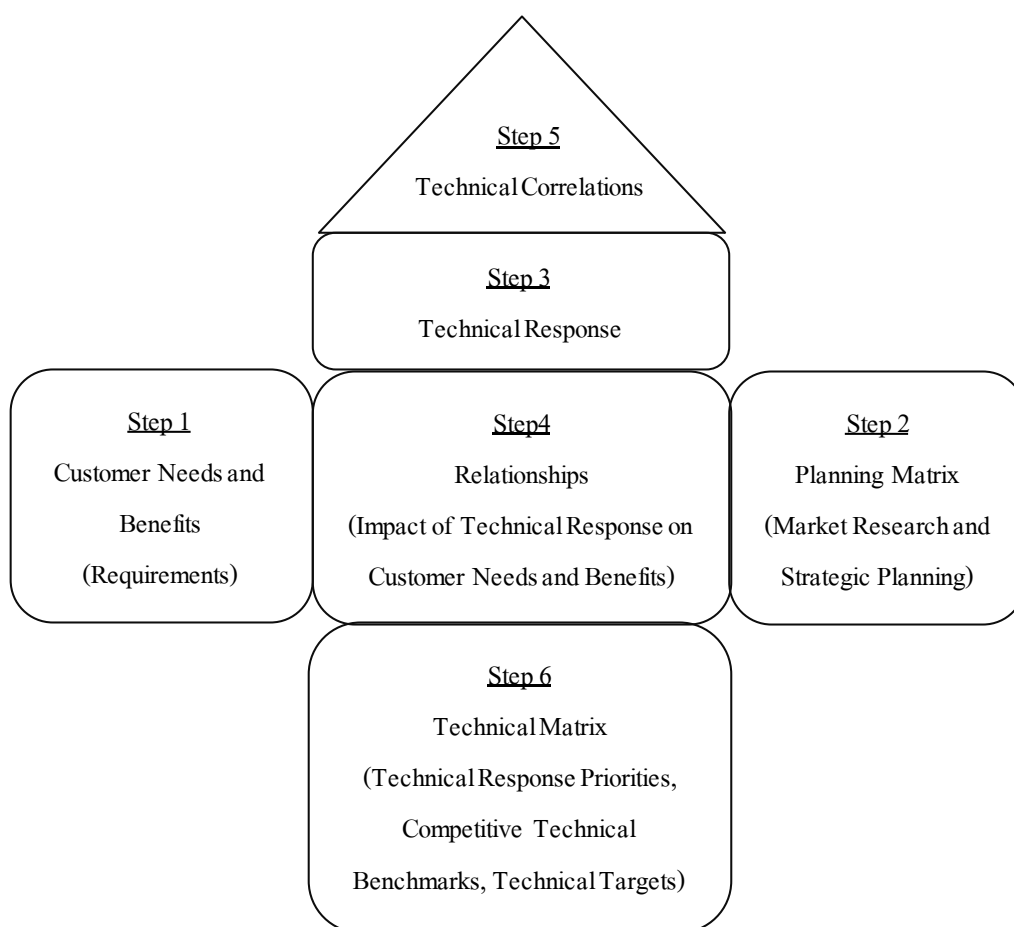 Step 5
Technical Correlations
Step 3
Technical Response
Step 1
Customer Needs and
Benefits
(Requirements)
Step4
Relationships
(Impact of Technical Response on
Customer Needs and Benefits)
Step 2
Planning Matrix
(Market Research and
Strategic Planning)
Step 6
Technical Matrix
(Technical Response Priorities,
Competitive Technical
Benchmarks, Technical Targets)